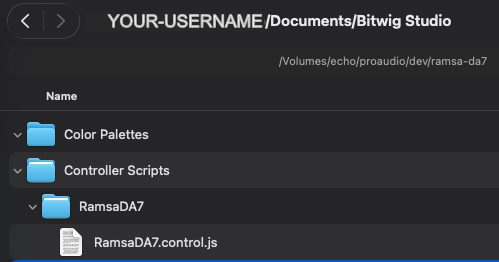 YOUR-USERNAME/Documents/Bitwig Studio
/Volumes/echo/proaudio/dev/ramsa-da7
Name
Color Palettes
Controller Scripts
RamsaDA7
RamsaDA7.control.js